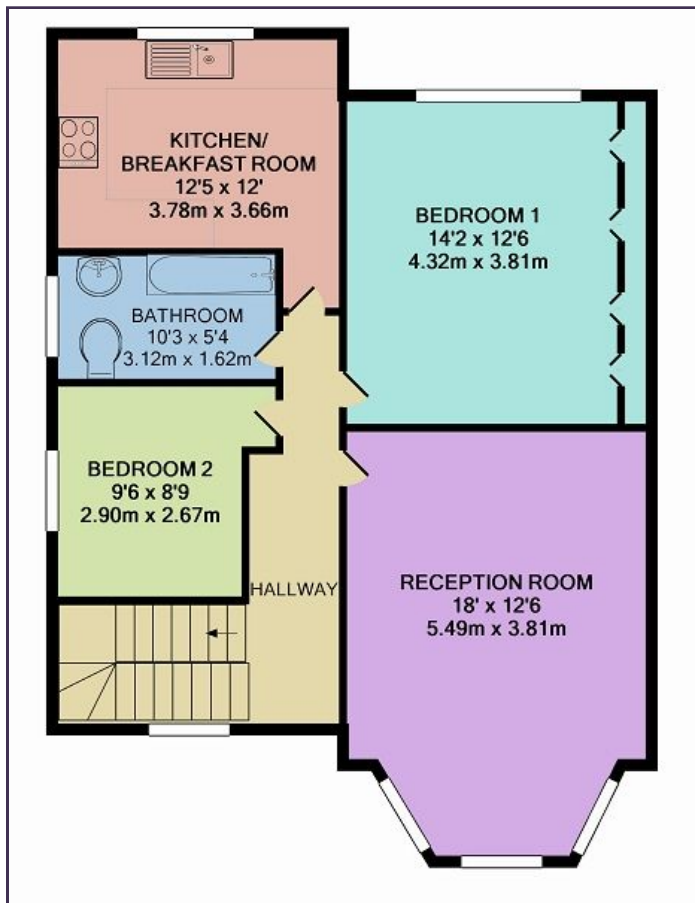 KITCHEN/
BREAKFAST ROOM
12'5 x 12'
3.78m x 3.66m
BEDROOM 1
14'2 x 12'6
4.32m x 3.81m
BATHROOM
10'3 x 5'4
3.12m x 1.62m
BEDROOM 2
9'6 x 8'9
2.90m x 2.67m
HALLWAY
RECEPTION ROOM
18' x 12'6
5.49m x 3.81m